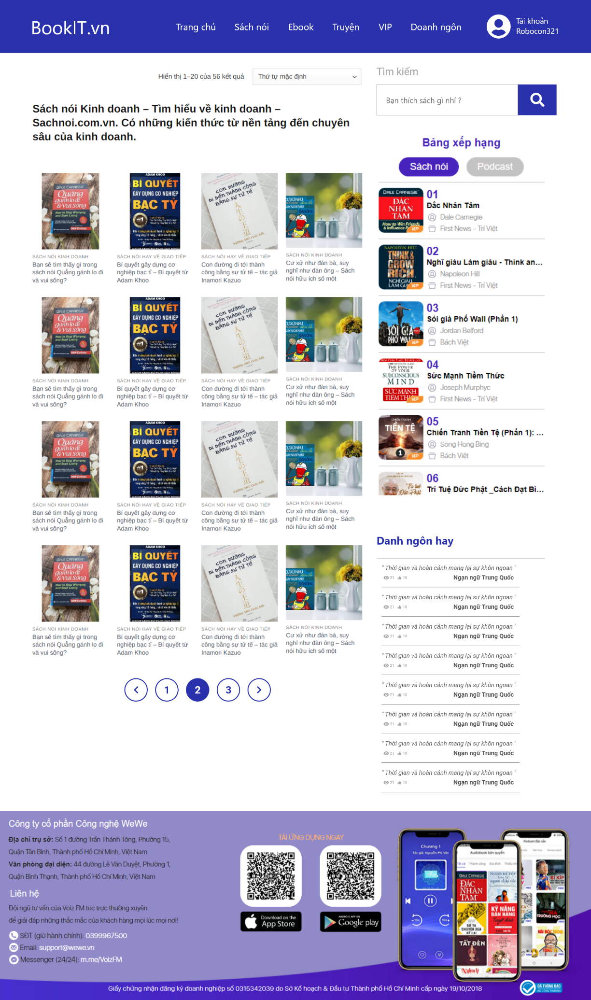 BookIT.vn
Trang chủ
Sách nói
Ebook
Truyện
VIP
Doanh ngôn
Tài khoản
Robocon321
Hiển thị 1–20 của 56 kết quả
Thứ tự mặc định
Sách nói Kinh doanh – Tìm hiểu về kinh doanh –
Sachnoi.com.vn. Có những kiến thức từ nền tảng đến chuyên
sâu của kinh doanh.
SÁCH NÓI KINH DOANH
Bạn sẽ tìm thấy gì trong
sách nói Quẳng gánh lo đi
và vui sống?
SÁCH NÓI HAY VỀ GIAO TIẾP
Bí quyết gây dựng cơ
nghiệp bạc tỉ – Bí quyết từ
Adam Khoo
SÁCH NÓI HAY VỀ GIAO TIẾP
Con đường đi tới thành
công bằng sự tử tế – tác giả
Inamori Kazuo
SÁCH NÓI KINH DOANH
Cư xử như đàn bà, suy
nghĩ như đàn ông – Sách
nói hữu ích số một
SÁCH NÓI KINH DOANH
Bạn sẽ tìm thấy gì trong
sách nói Quẳng gánh lo đi
và vui sống?
SÁCH NÓI HAY VỀ GIAO TIẾP
Bí quyết gây dựng cơ
nghiệp bạc tỉ – Bí quyết từ
Adam Khoo
SÁCH NÓI HAY VỀ GIAO TIẾP
Con đường đi tới thành
công bằng sự tử tế – tác giả
Inamori Kazuo
SÁCH NÓI KINH DOANH
Cư xử như đàn bà, suy
nghĩ như đàn ông – Sách
nói hữu ích số một
SÁCH NÓI KINH DOANH
Bạn sẽ tìm thấy gì trong
sách nói Quẳng gánh lo đi
và vui sống?
SÁCH NÓI HAY VỀ GIAO TIẾP
Bí quyết gây dựng cơ
nghiệp bạc tỉ – Bí quyết từ
Adam Khoo
SÁCH NÓI HAY VỀ GIAO TIẾP
Con đường đi tới thành
công bằng sự tử tế – tác giả
Inamori Kazuo
SÁCH NÓI KINH DOANH
Cư xử như đàn bà, suy
nghĩ như đàn ông – Sách
nói hữu ích số một
SÁCH NÓI KINH DOANH
Bạn sẽ tìm thấy gì trong
sách nói Quẳng gánh lo đi
và vui sống?
SÁCH NÓI HAY VỀ GIAO TIẾP
Bí quyết gây dựng cơ
nghiệp bạc tỉ – Bí quyết từ
Adam Khoo
SÁCH NÓI HAY VỀ GIAO TIẾP
Con đường đi tới thành
công bằng sự tử tế – tác giả
Inamori Kazuo
SÁCH NÓI KINH DOANH
Cư xử như đàn bà, suy
nghĩ như đàn ông – Sách
nói hữu ích số một
1
2
3
Tìm kiếm
Bạn thích sách gì nhỉ ?
Bảng xếp hạng
Sách nói
Podcast
01
Đắc Nhân Tâm
Dale Carnegie
First News - Trí Việt
02
Nghĩ giàu Làm giàu - Think an...
Napoleon Hill
First News - Trí Việt
03
Sói già Phố Wall (Phần 1)
Jordan Belford
Bách Việt
04
Sức Mạnh Tiềm Thức
Joseph Murphyc
First News - Trí Việt
05
Chiến Tranh Tiền Tệ (Phần 1): ...
Song Hong Bing
Bách Việt
06
Trí Tuệ Đức Phật _Cách Đạt Bì...
Danh ngôn hay
" Thời gian và hoàn cảnh mang lại sự khôn ngoan "
21 10 Ngạn ngữ Trung Quốc
" Thời gian và hoàn cảnh mang lại sự khôn ngoan "
21 10 Ngạn ngữ Trung Quốc
" Thời gian và hoàn cảnh mang lại sự khôn ngoan "
21 10 Ngạn ngữ Trung Quốc
" Thời gian và hoàn cảnh mang lại sự khôn ngoan "
21 10 Ngạn ngữ Trung Quốc
" Thời gian và hoàn cảnh mang lại sự khôn ngoan "
21 10 Ngạn ngữ Trung Quốc
" Thời gian và hoàn cảnh mang lại sự khôn ngoan "
21 10 Ngạn ngữ Trung Quốc
" Thời gian và hoàn cảnh mang lại sự khôn ngoan "
21 10 Ngạn ngữ Trung Quốc
" Thời gian và hoàn cảnh mang lại sự khôn ngoan "
21 10 Ngạn ngữ Trung Quốc
Công ty cổ phần Công nghệ WeWe
Địa chỉ trụ sở: Số 1 đường Trần Thánh Tông, Phường 15,
Quận Tân Bình, Thành phố Hồ Chí Minh, Việt Nam
Văn phòng đại diện: 44 đường Lê Văn Duyệt, Phường 1,
Quận Bình Thạnh, Thành phố Hồ Chí Minh, Việt Nam
Liên hệ
Đội ngũ tư vấn của Voiz FM túc trực thường xuyên
để giải đáp những thắc mắc của khách hàng mọi lúc mọi nơi!
SĐT (giờ hành chính): 0399967500
Email: support@wewe.vn
Messenger (24/24): m.me/VoizFM
TẢI ỨNG DỤNG NGAY
Download on the
App Store
ANDROID APP ON
Google play
Chương 1
Tác giả: Nguyễn Phi Vân
Audiobook bản quyền
Podcast đặc sắc
ĐẮC
NHÂN
TÂM
KỸ NĂNG
BÁN HÀNG
TẮT ĐÈN
BÍ KÍP
Giấy chứng nhận đăng ký doanh nghiệp số 0315342039 do Sở Kế hoạch & Đầu tư Thành phố Hồ Chí Minh cấp ngày 19/10/2018
ĐÃ THÔNG BÁO
BỘ CÔNG THƯƠNG